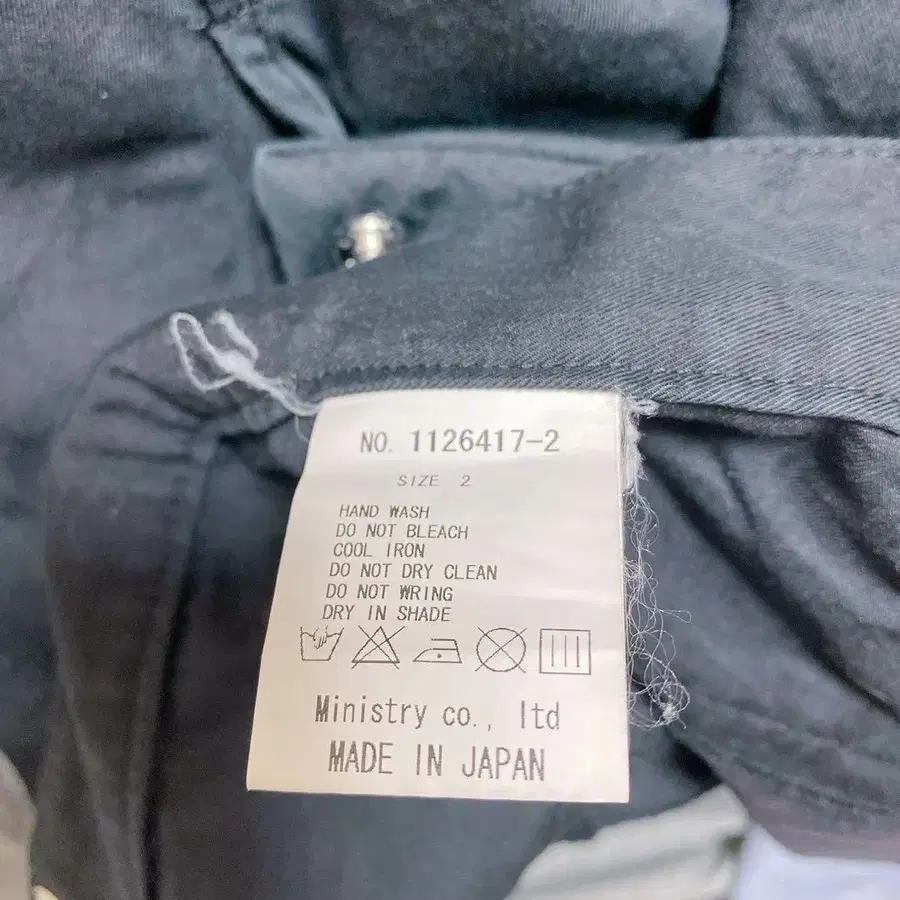 NO. 1126417-2
SIZE 2
HAND WASH
DO NOT BLEACH
COOL IRON
DO NOT DRY CLEAN
DO NOT WRING
DRY IN SHADE
Ministry co., ltd
MADE IN JAPAN